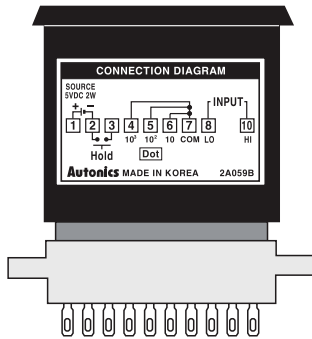 CONNECTION DIAGRAM
SOURCE
5VDC 2W
INPUT
+ −
1 2 3 4 5 6 7 8 10
10³ 10² 10 COM LO HI
Hold
Dot
Autonics MADE IN KOREA 2A059B